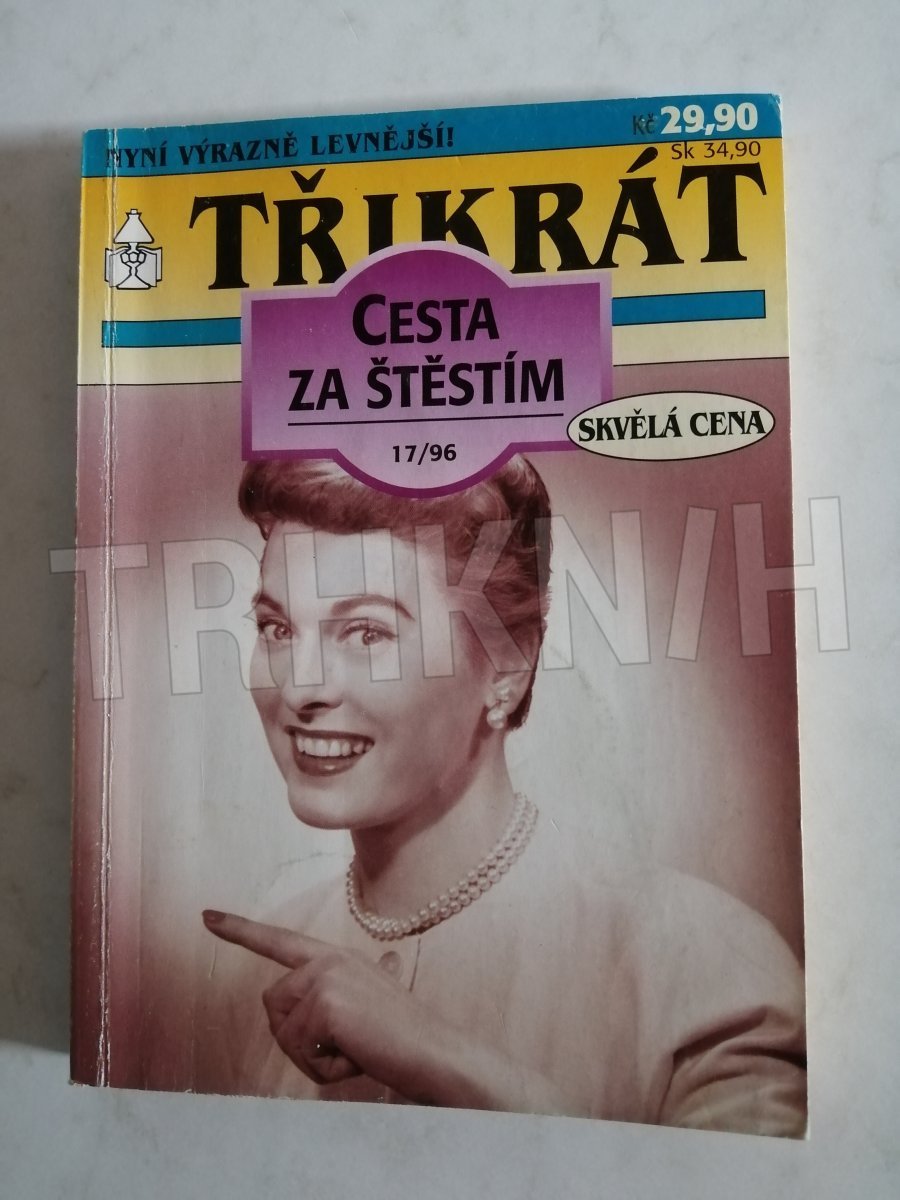 NYNÍ VÝRAZNĚ LEVNĚJŠÍ!
Kč 29,90
Sk 34,90
TŘIKRÁT
CESTA
ZA ŠTĚSTÍM
17/96
SKVĚLÁ CENA
TRHKNIH